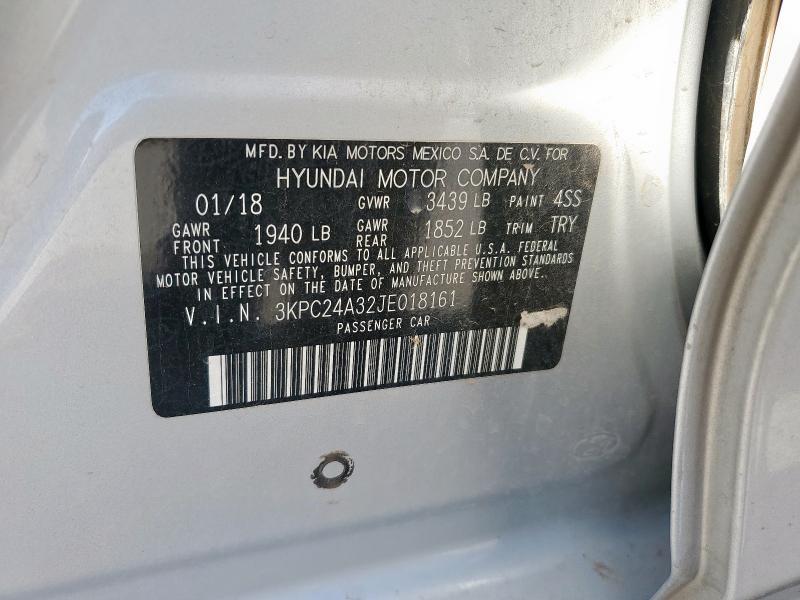 MFD. BY KIA MOTORS MEXICO S.A. DE C.V. FOR
HYUNDAI MOTOR COMPANY
01/18 GVWR 3439 LB PAINT 4SS
GAWR FRONT 1940 LB GAWR REAR 1852 LB TRIM TRY
THIS VEHICLE CONFORMS TO ALL APPLICABLE U.S.A. FEDERAL
MOTOR VEHICLE SAFETY, BUMPER, AND THEFT PREVENTION STANDARDS
IN EFFECT ON THE DATE OF MANUFACTURE SHOWN ABOVE.
V.I.N. 3KPC24A32JE018161
PASSENGER CAR